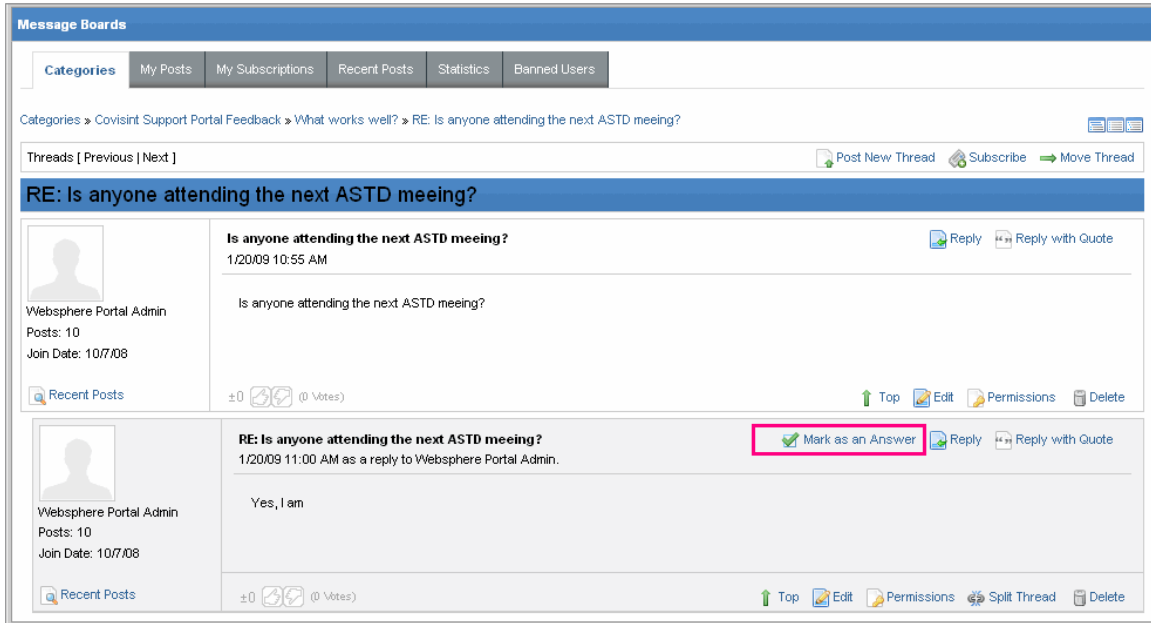 Message Boards
Categories My Posts My Subscriptions Recent Posts Statistics Banned Users
Categories » Covisint Support Portal Feedback » What works well? » RE: Is anyone attending the next ASTD meeing?
Threads [ Previous | Next ] Post New Thread Subscribe Move Thread
RE: Is anyone attending the next ASTD meeing?
Is anyone attending the next ASTD meeing? Reply Reply with Quote
1/20/09 10:55 AM
Is anyone attending the next ASTD meeing?
Websphere Portal Admin
Posts: 10
Join Date: 10/7/08
Recent Posts ±0 (0 Votes) Top Edit Permissions Delete
RE: Is anyone attending the next ASTD meeing? Mark as an Answer Reply Reply with Quote
1/20/09 11:00 AM as a reply to Websphere Portal Admin.
Yes, I am
Websphere Portal Admin
Posts: 10
Join Date: 10/7/08
Recent Posts ±0 (0 Votes) Top Edit Permissions Split Thread Delete